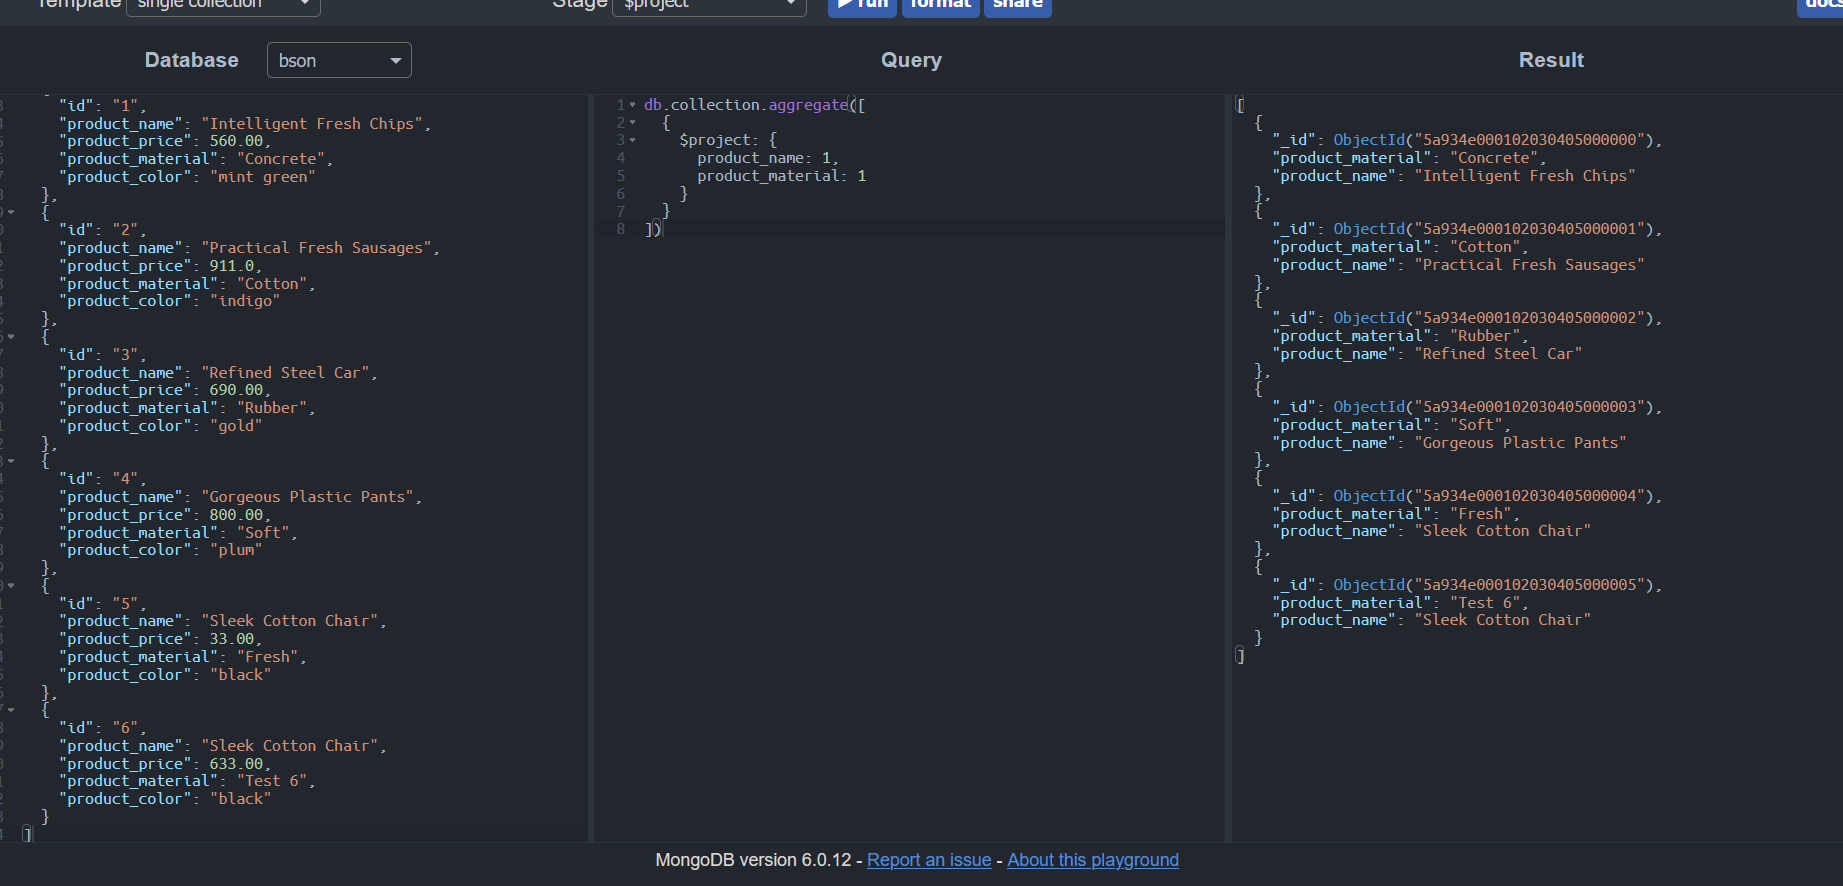 Template single collection Stage $project ▶ run format share docs
Database bson Query Result
"id": "1",
"product_name": "Intelligent Fresh Chips",
"product_price": 560.00,
"product_material": "Concrete",
"product_color": "mint green"
},
{
"id": "2",
"product_name": "Practical Fresh Sausages",
"product_price": 911.0,
"product_material": "Cotton",
"product_color": "indigo"
},
{
"id": "3",
"product_name": "Refined Steel Car",
"product_price": 690.00,
"product_material": "Rubber",
"product_color": "gold"
},
{
"id": "4",
"product_name": "Gorgeous Plastic Pants",
"product_price": 800.00,
"product_material": "Soft",
"product_color": "plum"
},
{
"id": "5",
"product_name": "Sleek Cotton Chair",
"product_price": 33.00,
"product_material": "Fresh",
"product_color": "black"
},
{
"id": "6",
"product_name": "Sleek Cotton Chair",
"product_price": 633.00,
"product_material": "Test 6",
"product_color": "black"
}
]
1 db.collection.aggregate([
2 {
3 $project: {
4 product_name: 1,
5 product_material: 1
6 }
7 }
8 ])
[
{
"_id": ObjectId("5a934e000102030405000000"),
"product_material": "Concrete",
"product_name": "Intelligent Fresh Chips"
},
{
"_id": ObjectId("5a934e000102030405000001"),
"product_material": "Cotton",
"product_name": "Practical Fresh Sausages"
},
{
"_id": ObjectId("5a934e000102030405000002"),
"product_material": "Rubber",
"product_name": "Refined Steel Car"
},
{
"_id": ObjectId("5a934e000102030405000003"),
"product_material": "Soft",
"product_name": "Gorgeous Plastic Pants"
},
{
"_id": ObjectId("5a934e000102030405000004"),
"product_material": "Fresh",
"product_name": "Sleek Cotton Chair"
},
{
"_id": ObjectId("5a934e000102030405000005"),
"product_material": "Test 6",
"product_name": "Sleek Cotton Chair"
}
]
MongoDB version 6.0.12 - Report an issue - About this playground